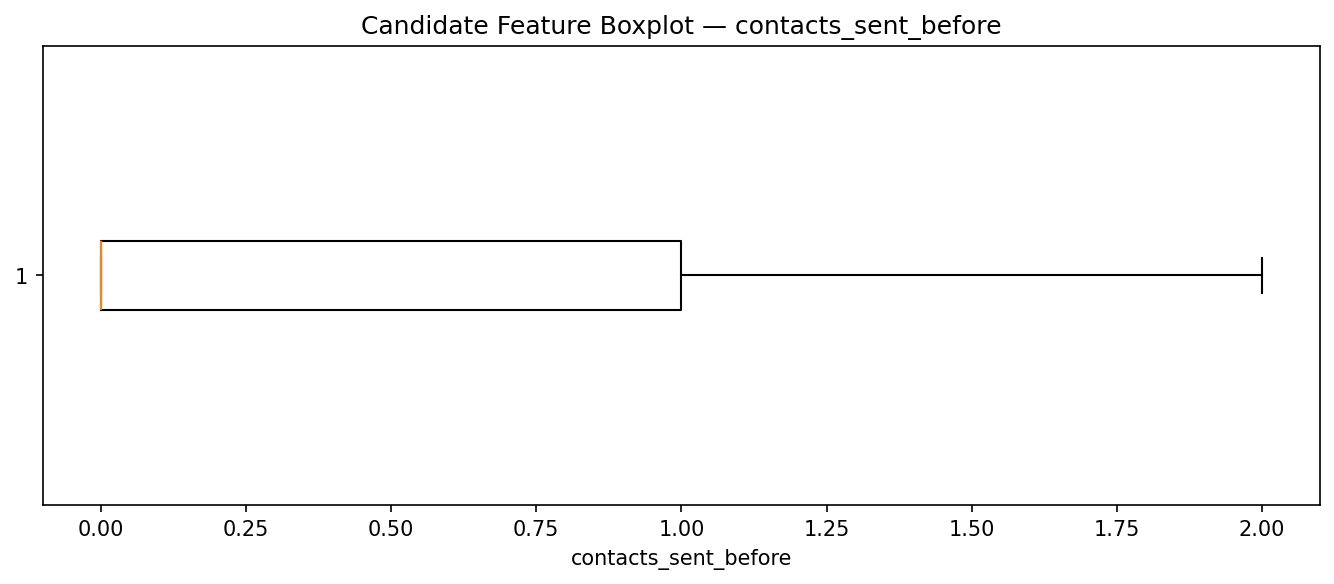 Candidate Feature Boxplot — contacts_sent_before
1
0.00 0.25 0.50 0.75 1.00 1.25 1.50 1.75 2.00
contacts_sent_before